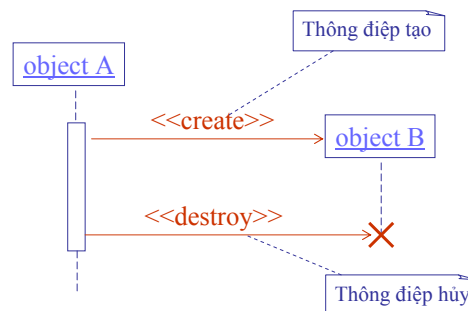 Thông điệp tạo
object A
<<create>>
object B
<<destroy>>
Thông điệp hủy